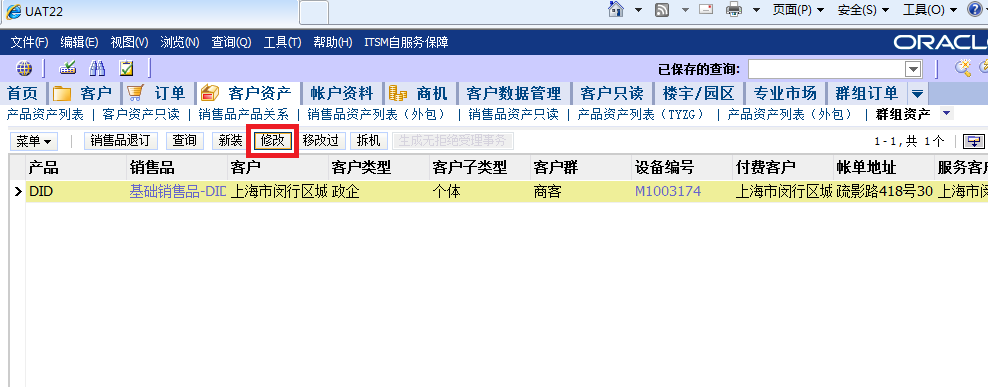 UAT22
页面(P) 安全(S) 工具(O)
文件(F) 编辑(E) 视图(V) 浏览(N) 查询(Q) 工具(T) 帮助(H) ITSM自服务保障
ORACL
已保存的查询:
首页 客户 订单 客户资产 帐户资料 商机 客户数据管理 客户只读 楼宇/园区 专业市场 群组订单
产品资产列表 客户资产只读 销售品产品关系 销售品资产列表(外包) 销售品资产只读 产品资产列表(TYZG) 产品资产列表(外包) 群组资产
菜单 销售品退订 查询 新装 修改 移改过 拆机 生成无拒绝受理事务 1-1, 共 1个
产品 销售品 客户 客户类型 客户子类型 客户群 设备编号 付费客户 帐单地址 服务客户
DID 基础销售品-DID 上海市闵行区城 政企 个体 商客 M1003174 上海市闵行区城 疏影路418号30 上海市闵行